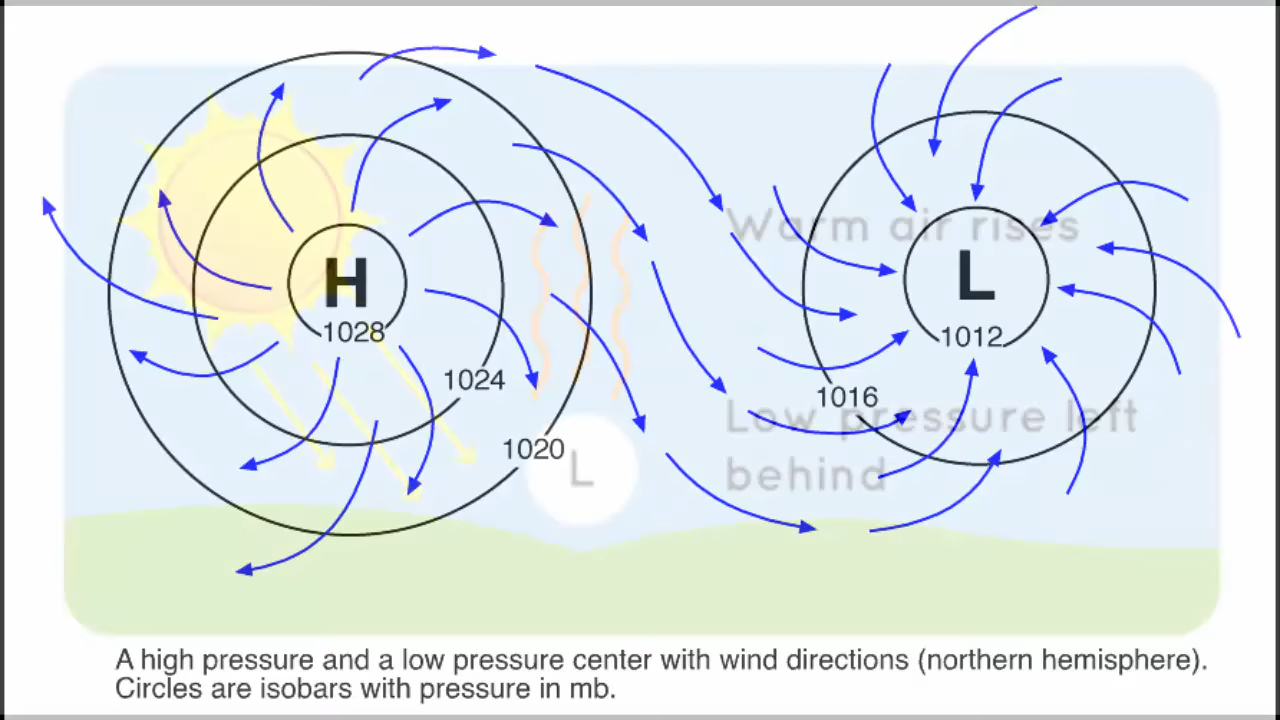 Warm air rises
H
L
1028
1012
1024
1016
Low pressure left
1020
L
behind
A high pressure and a low pressure center with wind directions (northern hemisphere).
Circles are isobars with pressure in mb.